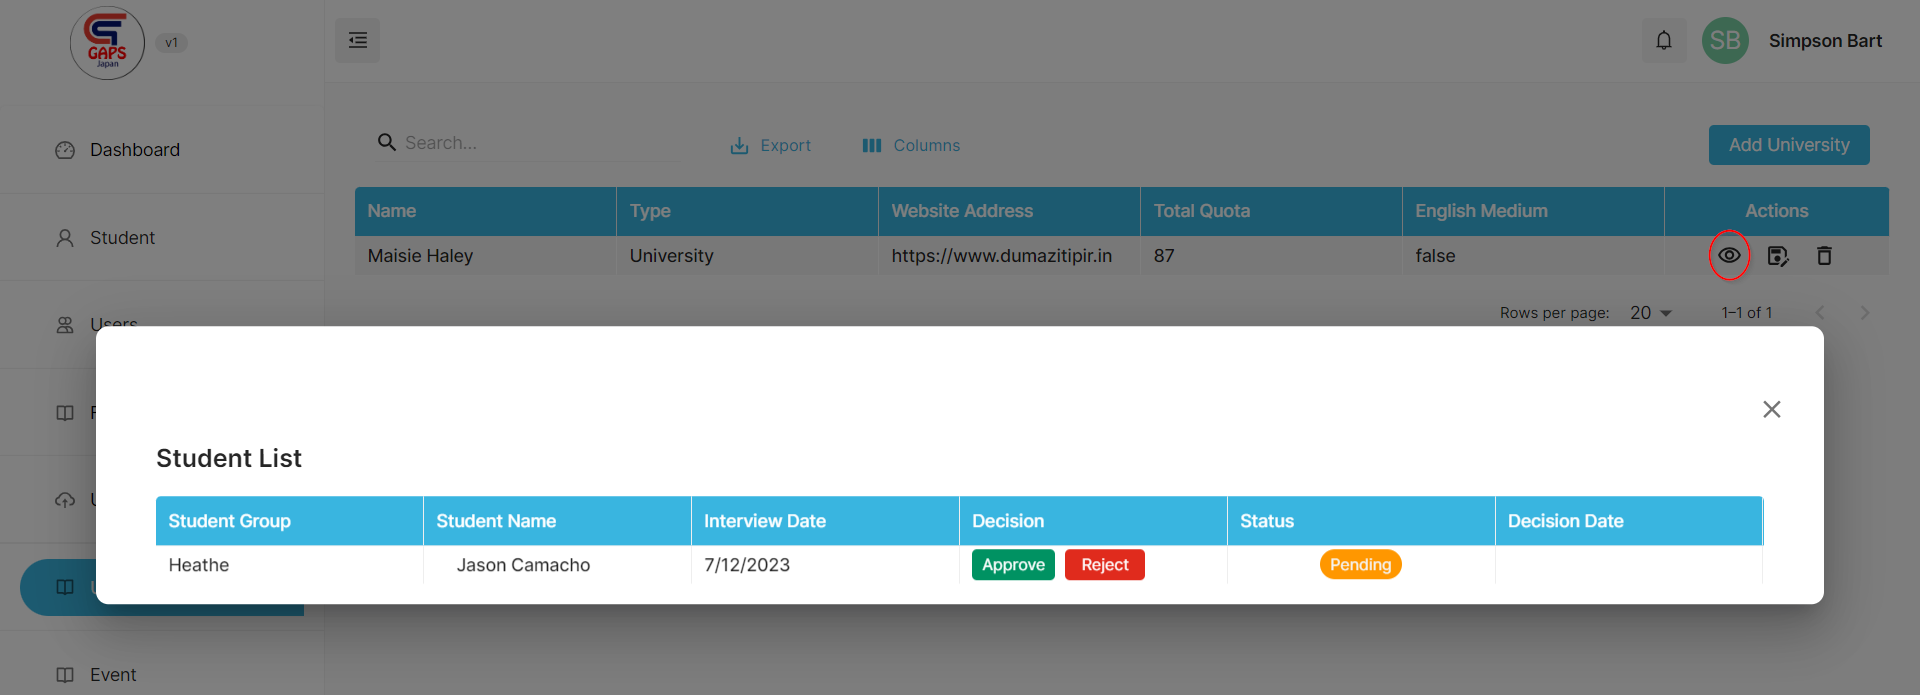 GAPS
Japan
v1
Simpson Bart
SB
Dashboard
Student
Users
Search...
Export
Columns
Add University
Name Type Website Address Total Quota English Medium Actions
Maisie Haley University https://www.dumazitipir.in 87 false
Rows per page: 20 1–1 of 1
Student List
Student Group Student Name Interview Date Decision Status Decision Date
Heathe Jason Camacho 7/12/2023 Approve Reject Pending
Event